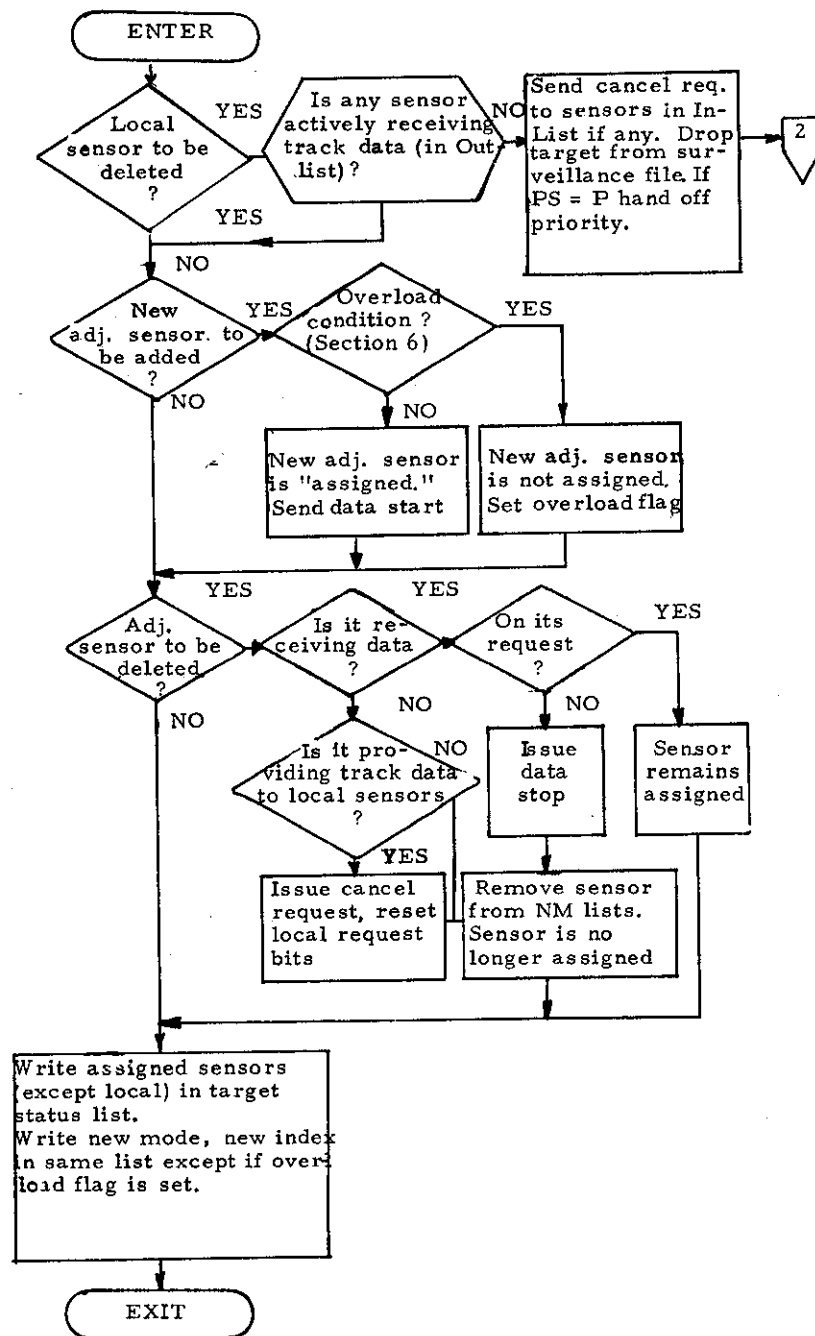 ENTER
YES
Local
sensor to be
deleted
?
Is any sensor
actively receiving
track data (in Out
list) ?
NO
Send cancel req.
to sensors in In-
List if any. Drop
target from sur-
veillance file. If
PS = P hand off
priority.
2
YES
NO
New
adj. sensor. to
be added
?
YES
Overload
condition ?
(Section 6)
YES
NO
NO
New adj. sensor
is "assigned."
Send data start
New adj. sensor
is not assigned.
Set overload flag
YES
Adj.
sensor to be
deleted
?
Is it re-
ceiving data
?
YES
On its
request
?
YES
NO
NO
NO
Is it pro-
viding track data
to local sensors
?
NO
YES
Issue
data
stop
Sensor
remains
assigned
Issue cancel
request, reset
local request
bits
Remove sensor
from NM lists.
Sensor is no
longer assigned
Write assigned sensors
(except local) in target
status list.
Write new mode, new index
in same list except if over-
load flag is set.
EXIT